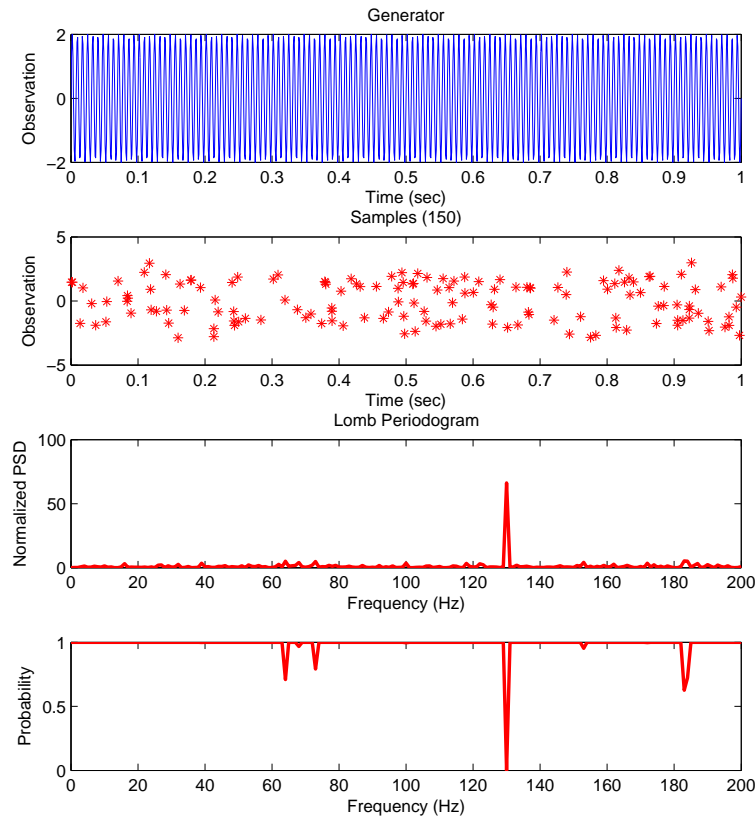 Generator
2
0
−2
Observation
0 0.1 0.2 0.3 0.4 0.5 0.6 0.7 0.8 0.9 1
Time (sec)
Samples (150)
5
0
−5
Observation
0 0.1 0.2 0.3 0.4 0.5 0.6 0.7 0.8 0.9 1
Time (sec)
Lomb Periodogram
100
50
0
Normalized PSD
0 20 40 60 80 100 120 140 160 180 200
Frequency (Hz)
1
0.5
0
Probability
0 20 40 60 80 100 120 140 160 180 200
Frequency (Hz)